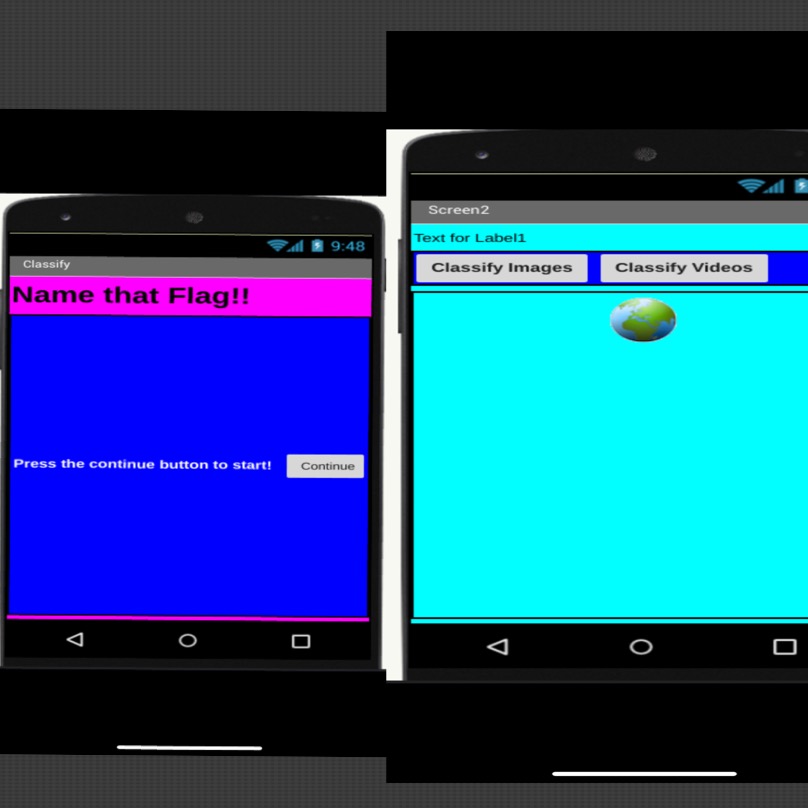 9:48
Classify
Name that Flag!!
Press the continue button to start!
Continue
Screen2
Text for Label1
Classify Images
Classify Videos